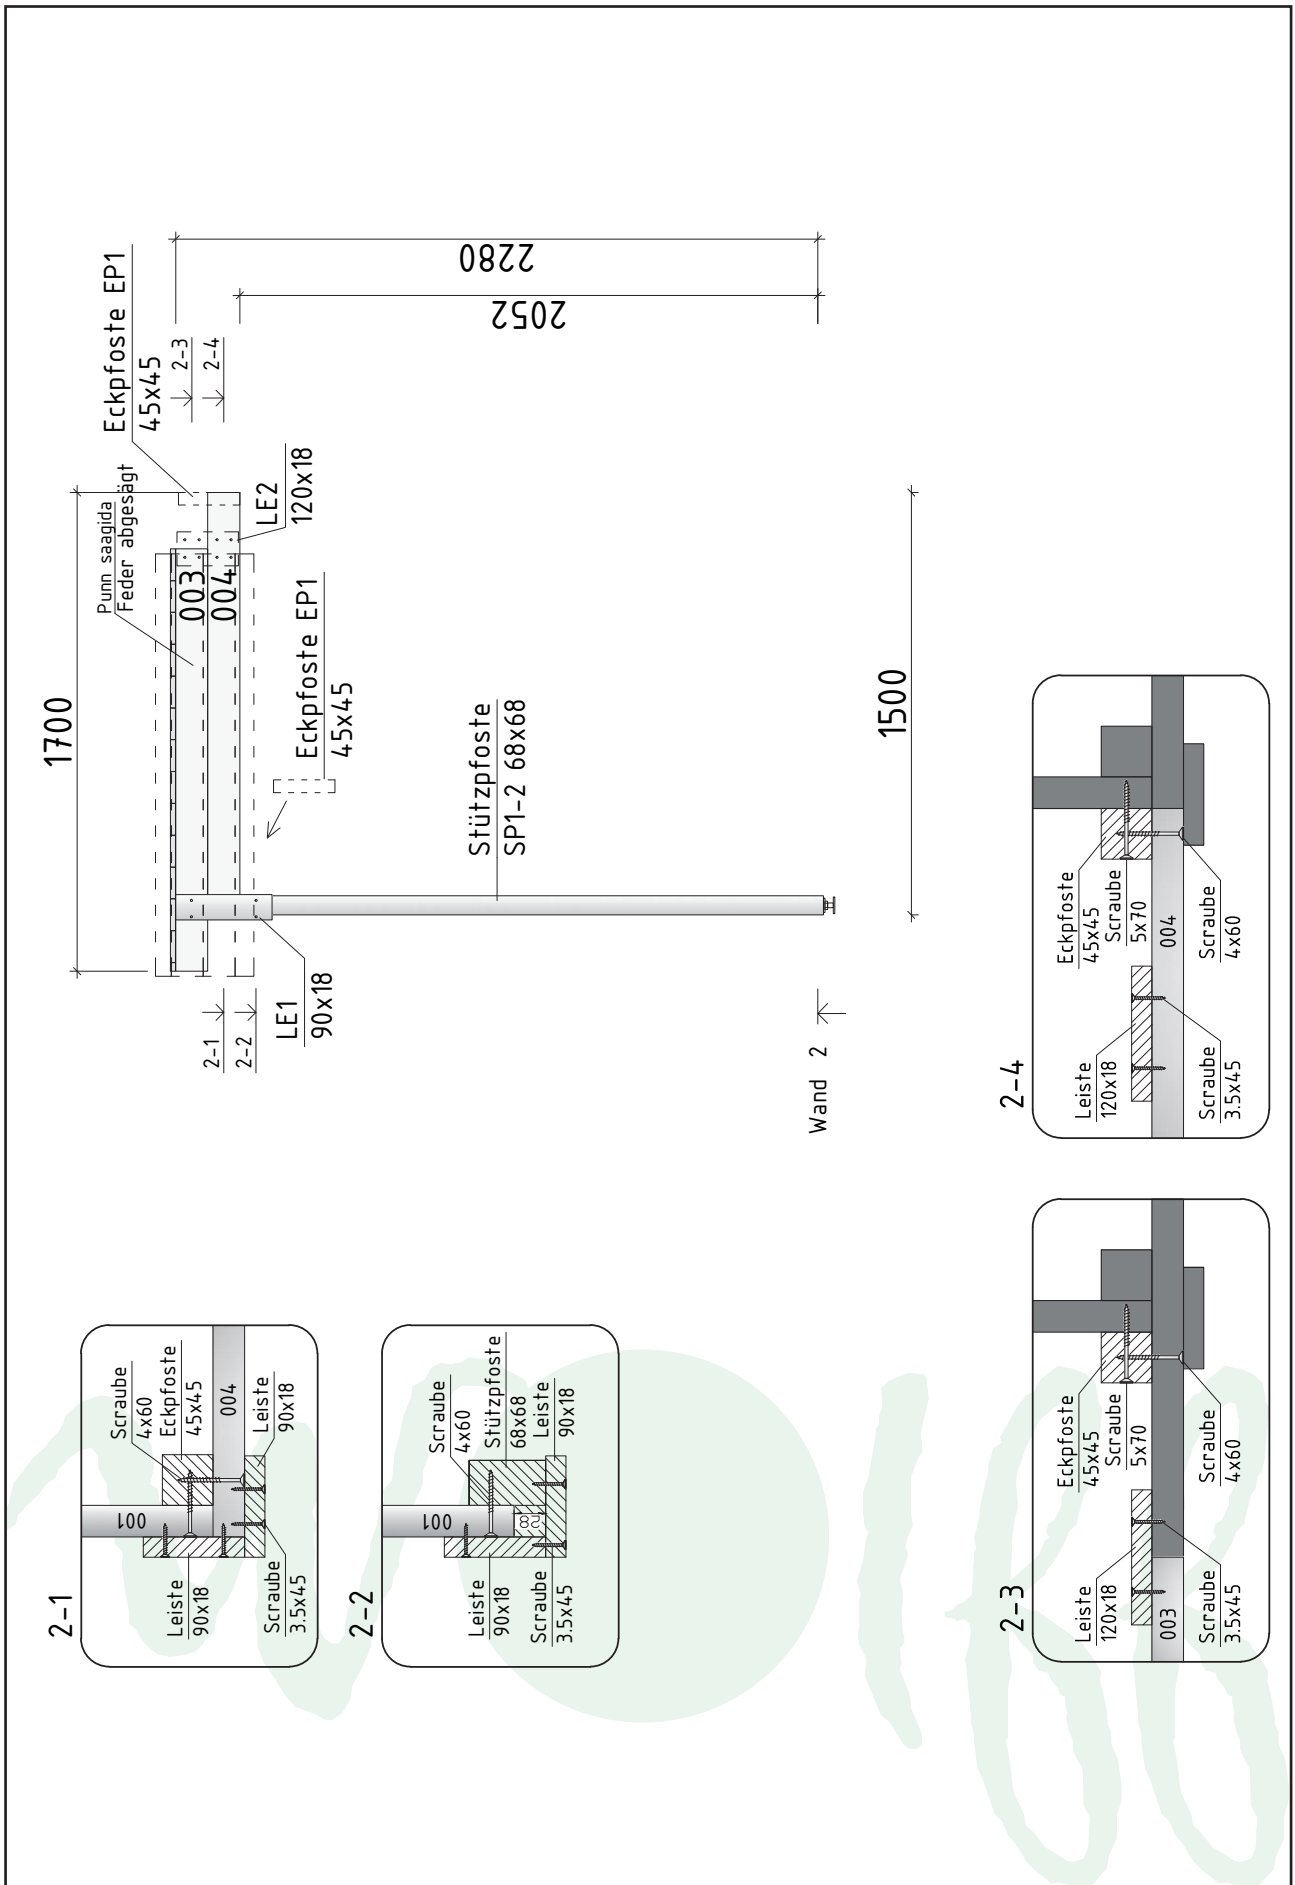 1700
Punn saagida
Feder abgesägt
Eckpfoste EP1
45x45
2-3
2-4
2280
2052
003
004
LE2
120x18
Eckpfoste EP1
45x45
2-1
2-2
LE1
90x18
Stützpfoste
SP1-2 68x68
1500
Wand 2
2-1
Scraube
4x60
Eckpfoste
45x45
001
004
Leiste
90x18
Leiste
90x18
Scraube
3.5x45
2-2
Scraube
4x60
Stützpfoste
68x68
Leiste
90x18
001
28
Leiste
90x18
Scraube
3.5x45
2-3
Eckpfoste
45x45
Scraube
5x70
Leiste
120x18
003
Scraube
4x60
Scraube
3.5x45
2-4
Eckpfoste
45x45
Scraube
5x70
004
Leiste
120x18
Scraube
4x60
Scraube
3.5x45